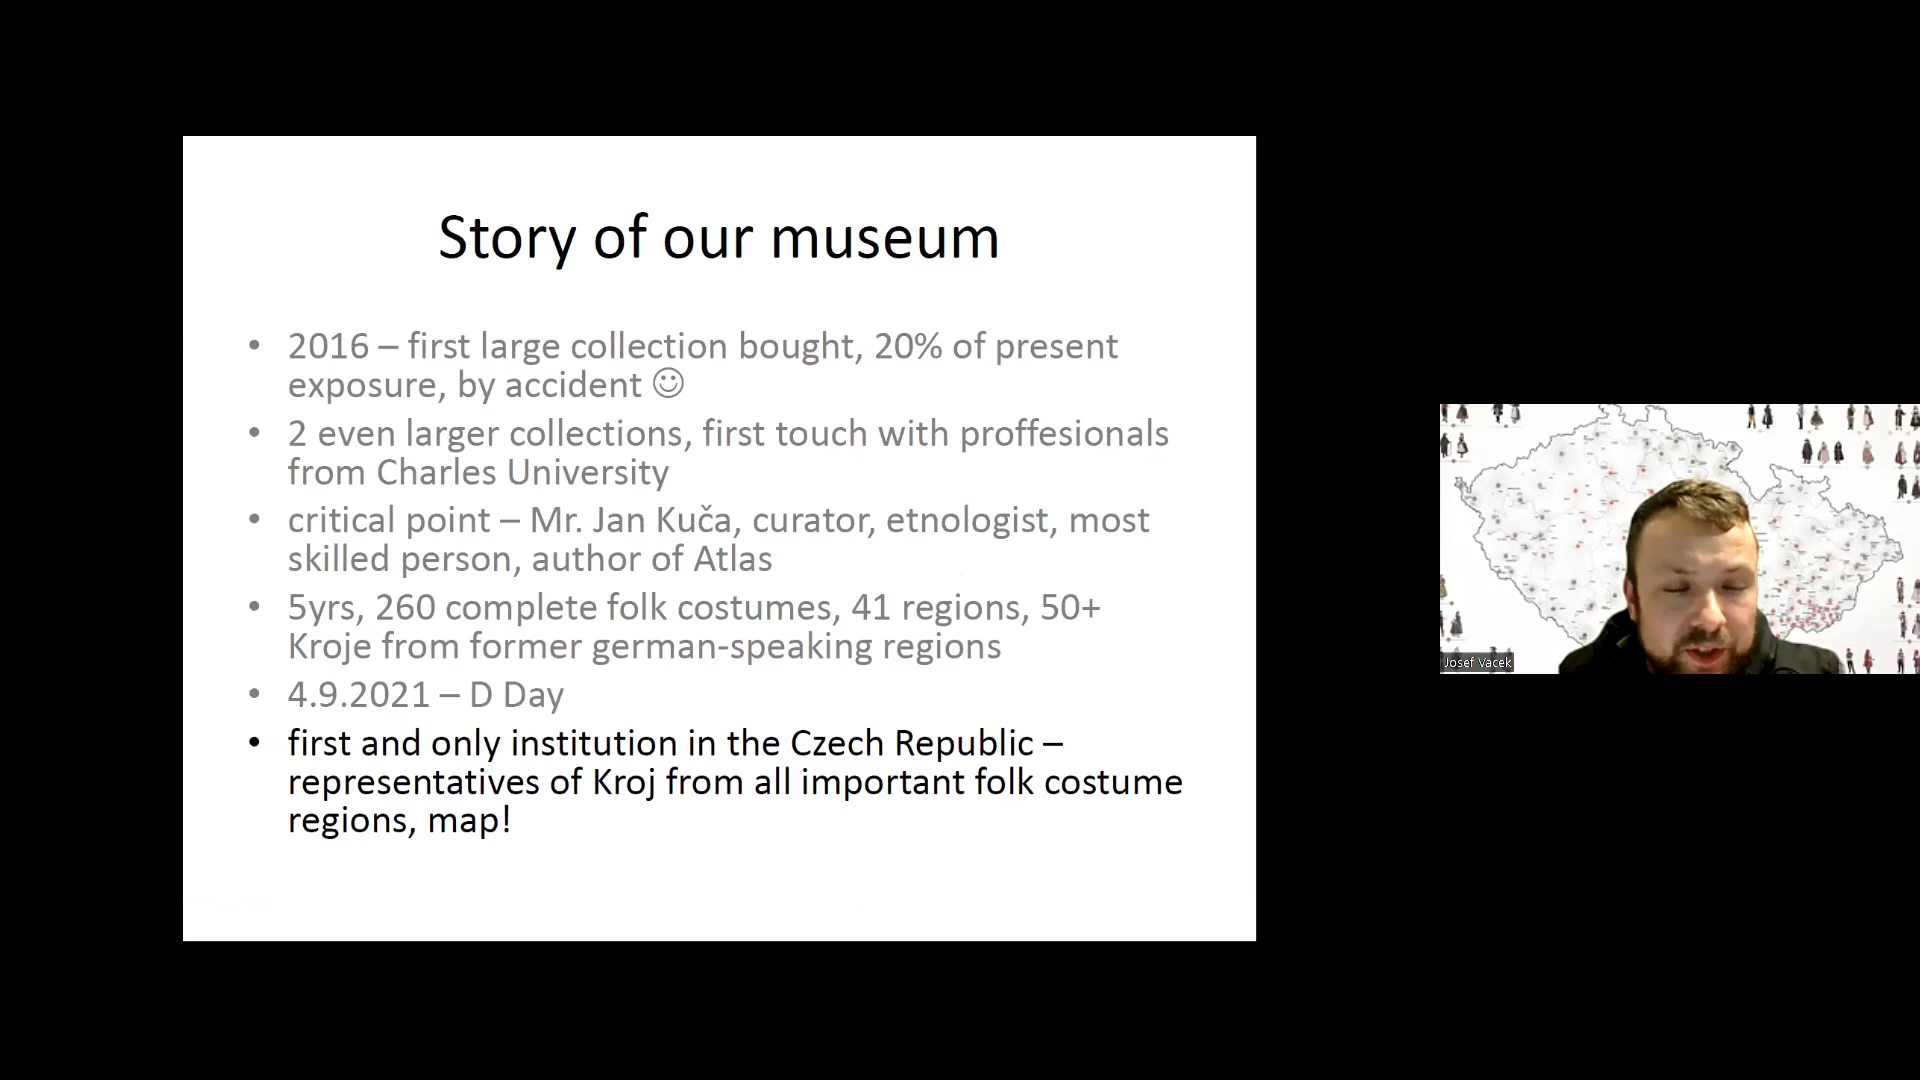 Story of our museum
• 2016 – first large collection bought, 20% of present
exposure, by accident ☺
• 2 even larger collections, first touch with proffesionals
from Charles University
• critical point – Mr. Jan Kuča, curator, etnologist, most
skilled person, author of Atlas
• 5yrs, 260 complete folk costumes, 41 regions, 50+
Kroje from former german-speaking regions
• 4.9.2021 – D Day
• first and only institution in the Czech Republic –
representatives of Kroj from all important folk costume
regions, map!
Josef Vacek